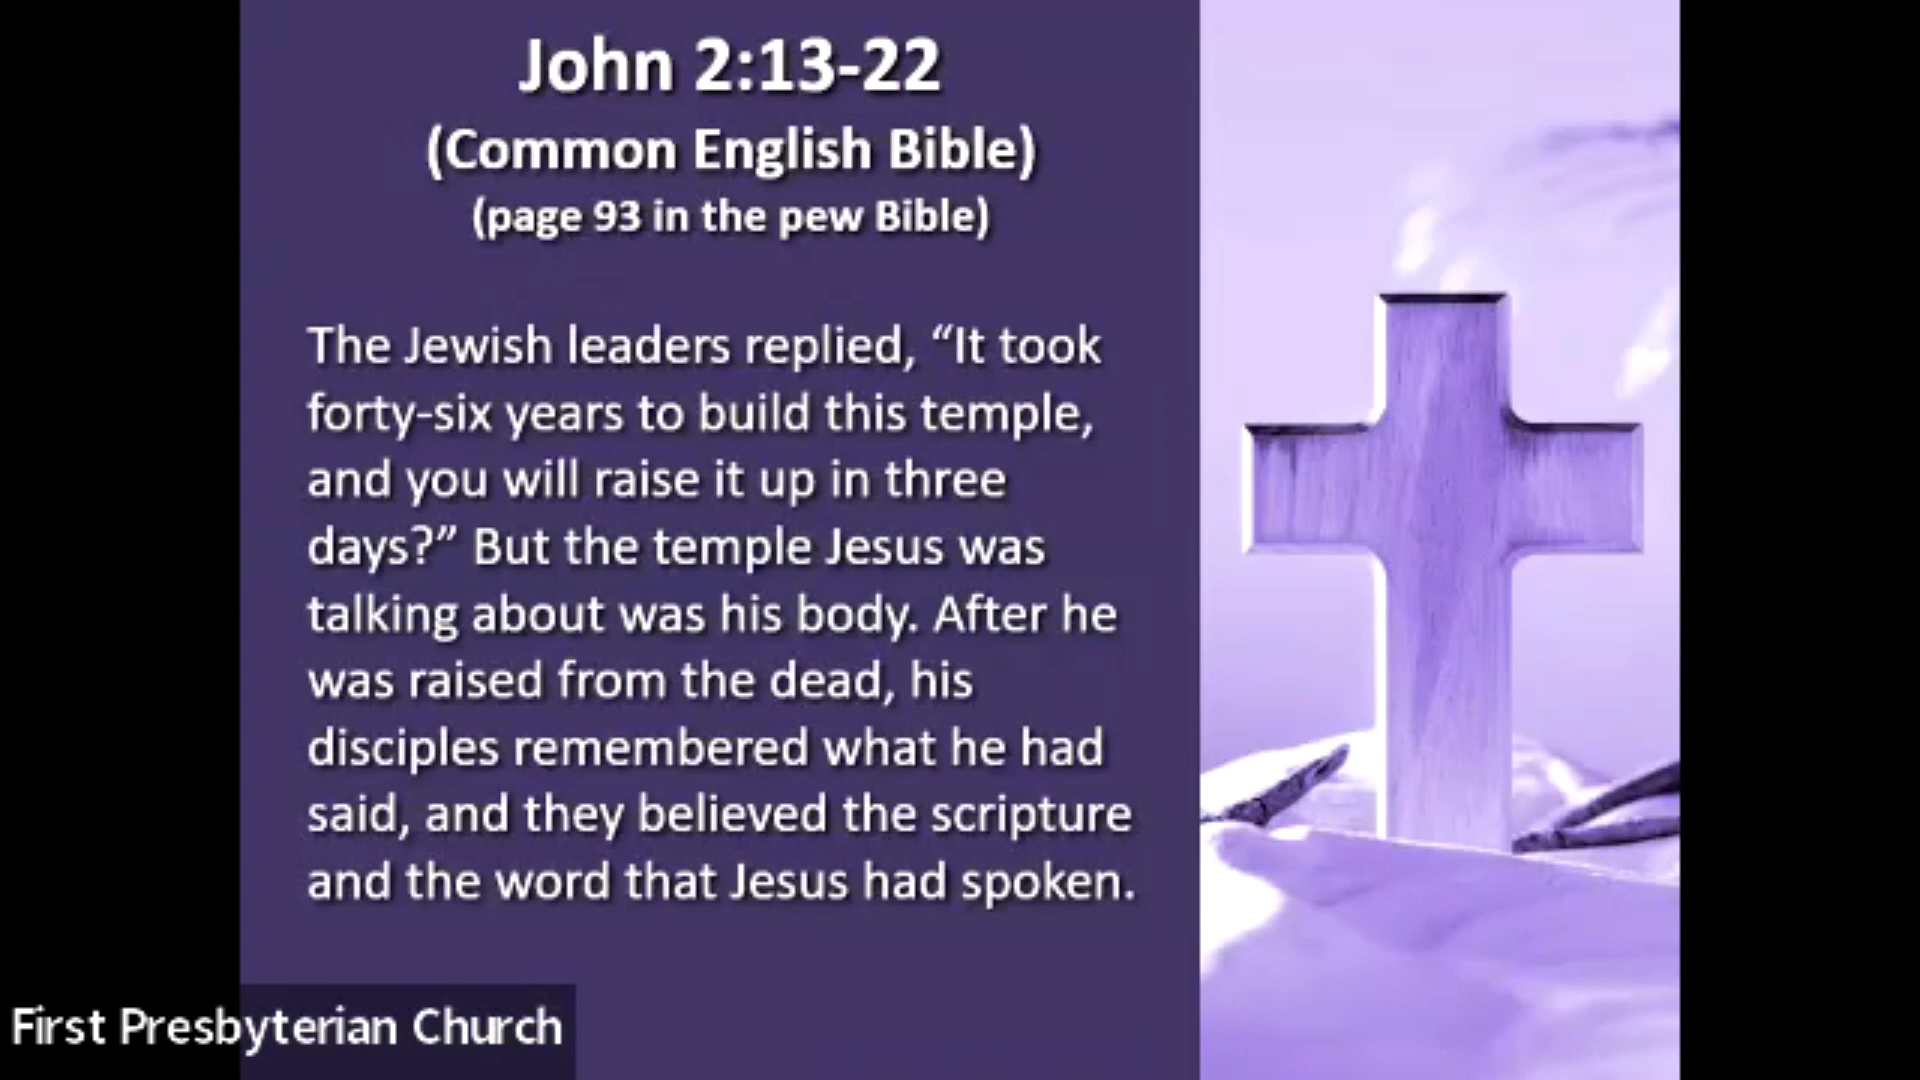 John 2:13-22
(Common English Bible)
(page 93 in the pew Bible)
The Jewish leaders replied, “It took
forty-six years to build this temple,
and you will raise it up in three
days?” But the temple Jesus was
talking about was his body. After he
was raised from the dead, his
disciples remembered what he had
said, and they believed the scripture
and the word that Jesus had spoken.
First Presbyterian Church